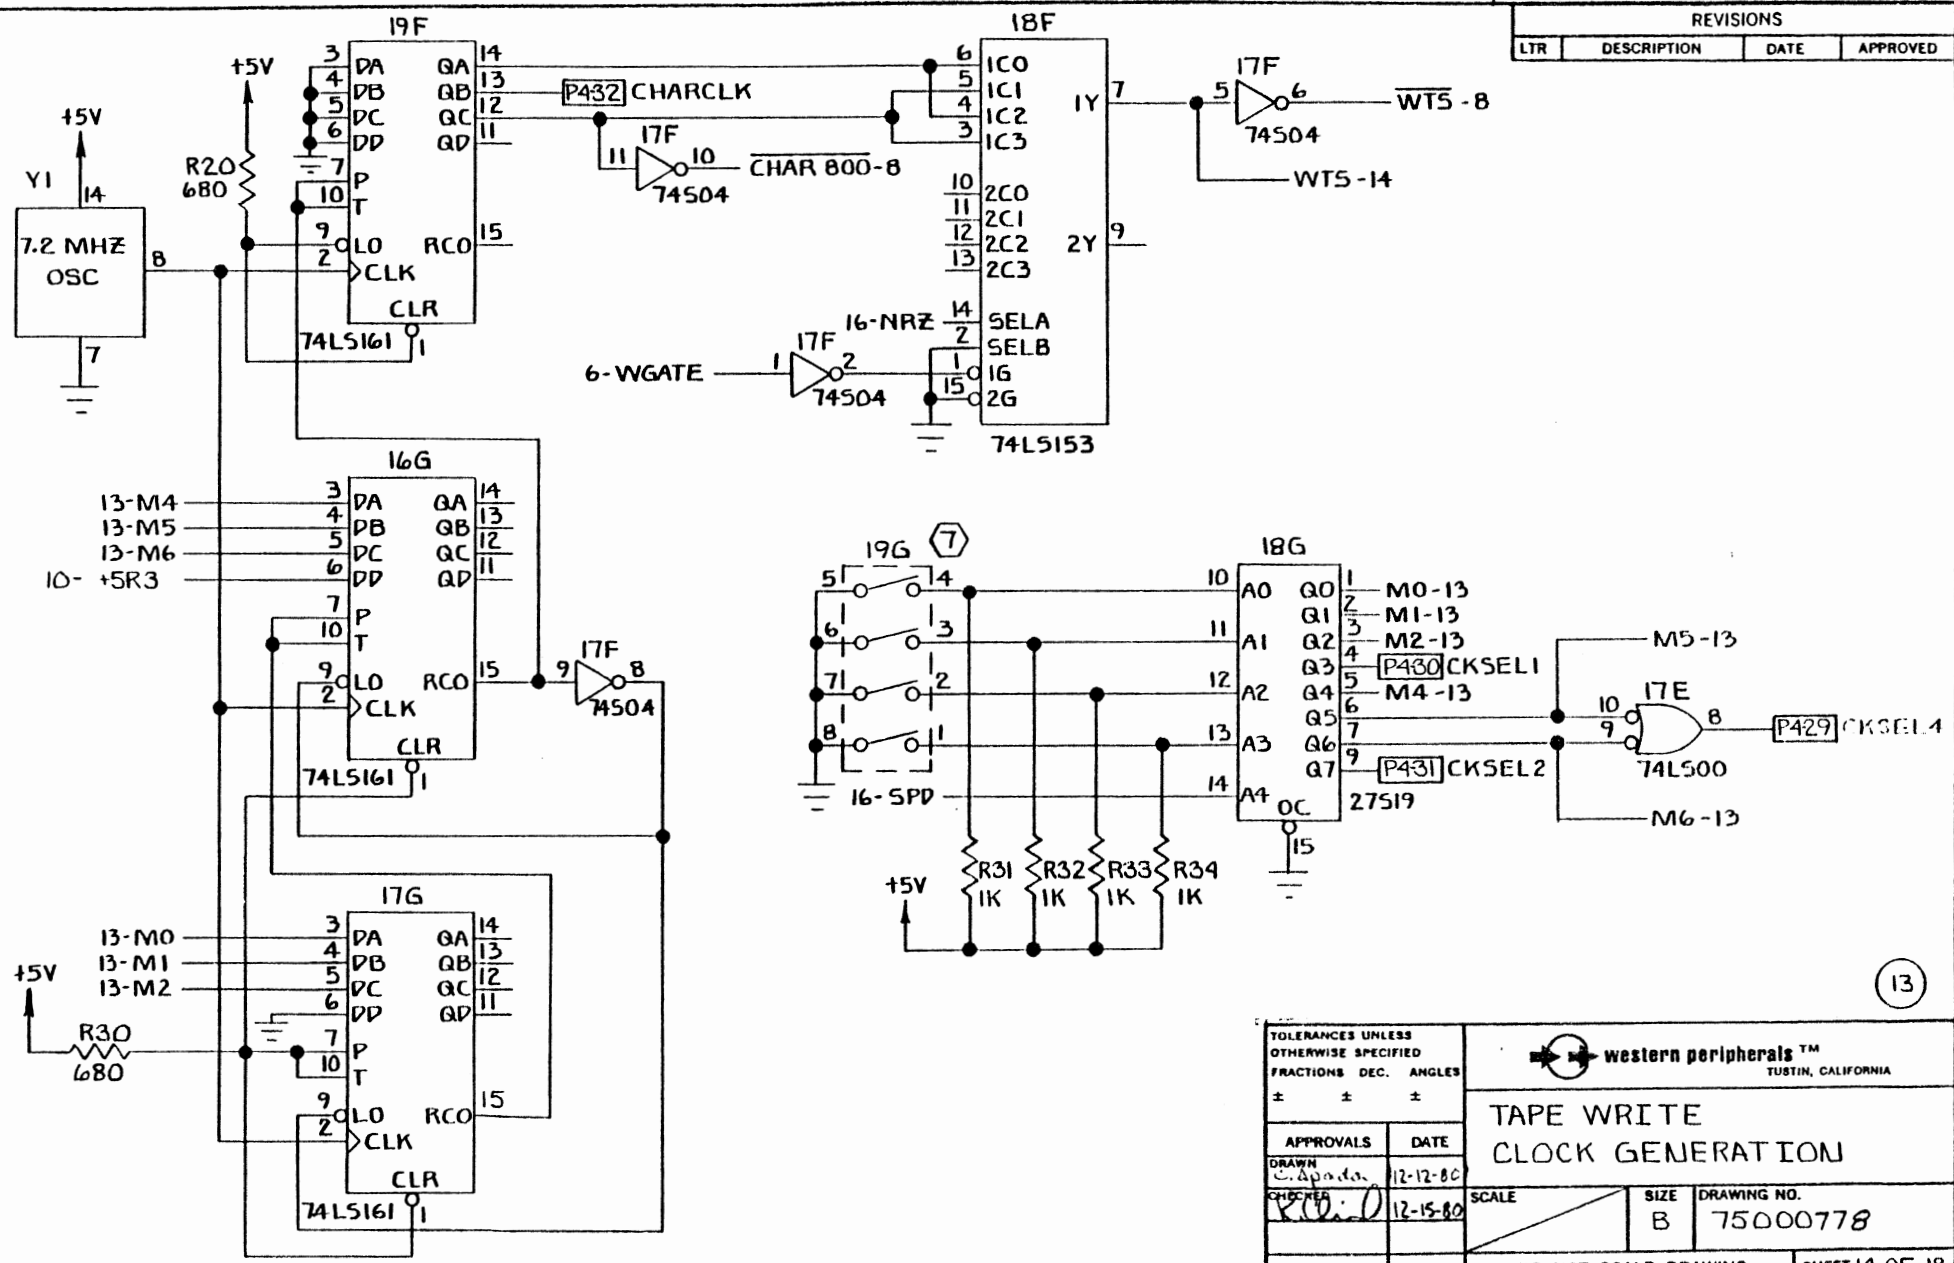 REVISIONS
LTR DESCRIPTION DATE APPROVED
19F
3 DA QA 14
4 DB QB 13
5 DC QC 12
6 DD QD 11
7 P
10 T
9 LO RCO 15
2 CLK
CLR
74LS161 1
+5V
R20
680
+5V
Y1
14
7.2 MHZ
OSC
8
7
P432 CHARCLK
17F
11 10 CHAR 800-8
74S04
18F
6 1C0
5 1C1
4 1C2
3 1C3
1Y 7
10 2C0
11 2C1
12 2C2
13 2C3
2Y 9
16-NRZ 14 SELA
2 SELB
1 1G
15 2G
74LS153
17F
6-WGATE 1 2
74S04
17F
5 6 WTS-8
74S04
WTS-14
16G
13-M4 3 DA QA 14
13-M5 4 DB QB 13
13-M6 5 DC QC 12
10- +5R3 6 DD QD 11
7 P
10 T
9 LO RCO 15
2 CLK
CLR
74LS161 1
17F
9 8
74S04
17G
13-M0 3 DA QA 14
13-M1 4 DB QB 13
13-M2 5 DC QC 12
6 DD QD 11
7 P
10 T
9 LO RCO 15
2 CLK
CLR
74LS161 1
+5V
R30
680
19G 7
5 4
6 3
7 2
8 1
16-SPD
18G
10 A0 Q0 1 M0-13
11 A1 Q1 2 M1-13
12 A2 Q2 3 M2-13
13 A3 Q3 4 P430 CKSEL1
14 A4 Q4 5 M4-13
Q5 6
Q6 7
Q7 9 P431 CKSEL2
OC
15
27S19
M5-13
17E
10
9
8 P429 CKSEL4
74LS00
M6-13
+5V
R31 R32 R33 R34
1K 1K 1K 1K
13
TOLERANCES UNLESS
OTHERWISE SPECIFIED
FRACTIONS DEC. ANGLES
± ± ±
APPROVALS DATE
DRAWN 12-12-80
CHECKED 12-15-80
western peripherals ™
TUSTIN, CALIFORNIA
TAPE WRITE
CLOCK GENERATION
SCALE SIZE DRAWING NO.
B 75000778
SHEET 14 OF 18